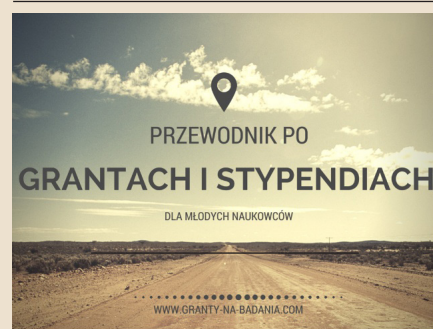 PRZEWODNIK PO
GRANTACH I STYPENDIACH
DLA MŁODYCH NAUKOWCÓW
WWW.GRANTY-NA-BADANIA.COM